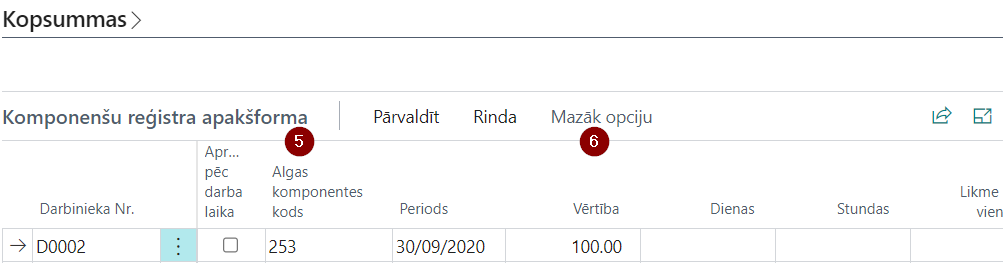 Kopsummas
Komponenšu reģistra apakšforma Pārvaldīt Rinda Mazāk opciju
5 6
Darbinieka Nr. Apr... pēc darba laika Algas komponentes kods Periods Vērtība Dienas Stundas Likme vien
D0002 253 30/09/2020 100.00